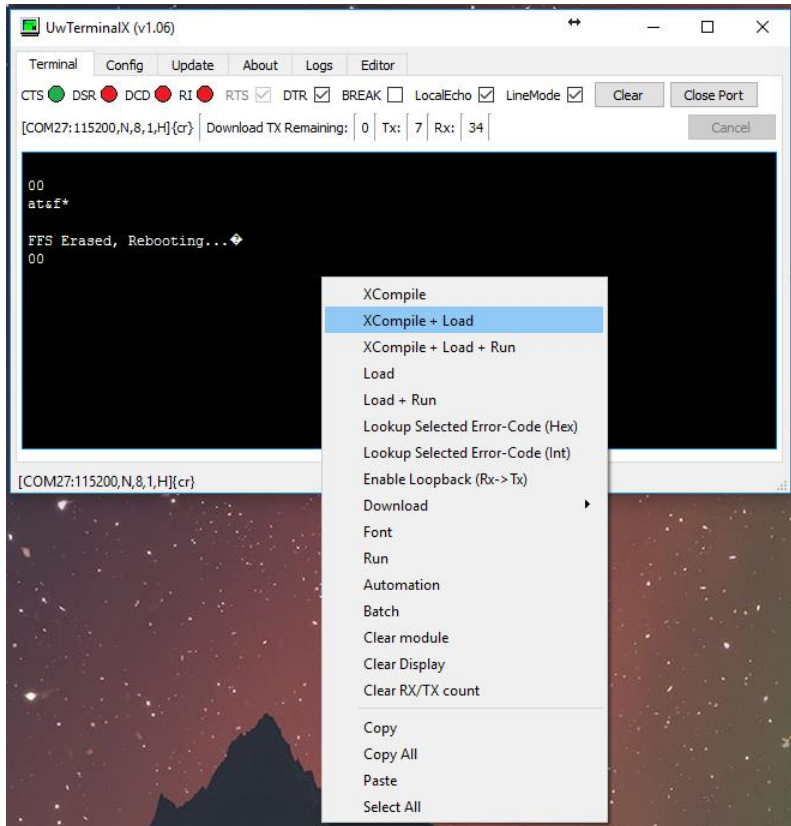 UwTerminalX (v1.06)
Terminal Config Update About Logs Editor
CTS DSR DCD RI RTS DTR BREAK LocalEcho LineMode Clear Close Port
[COM27:115200,N,8,1,H]{cr} Download TX Remaining: 0 Tx: 7 Rx: 34 Cancel
00
at&f*
FFS Erased, Rebooting...�
00
XCompile
XCompile + Load
XCompile + Load + Run
Load
Load + Run
Lookup Selected Error-Code (Hex)
Lookup Selected Error-Code (Int)
[COM27:115200,N,8,1,H]{cr} Enable Loopback (Rx->Tx)
Download
Font
Run
Automation
Batch
Clear module
Clear Display
Clear RX/TX count
Copy
Copy All
Paste
Select All